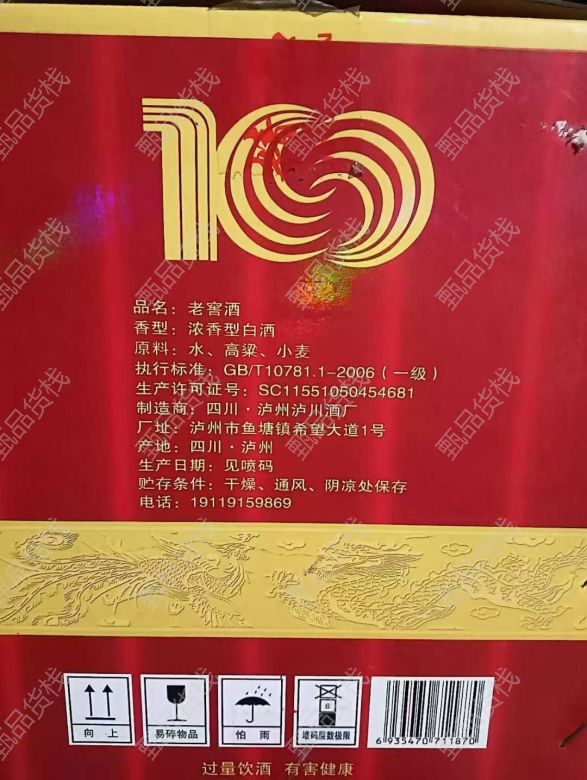 10
品名：老窖酒
香型：浓香型白酒
原料：水、高粱、小麦
执行标准：GB/T10781.1-2006（一级）
生产许可证号：SC11551050454681
制造商：四川·泸州泸川酒厂
厂址：泸州市鱼塘镇希望大道1号
产地：四川·泸州
生产日期：见喷码
贮存条件：干燥、通风、阴凉处保存
电话：19119159869
向上 易碎物品 怕雨 堆码层数极限
6
6935470711870
过量饮酒 有害健康
甄品货栈